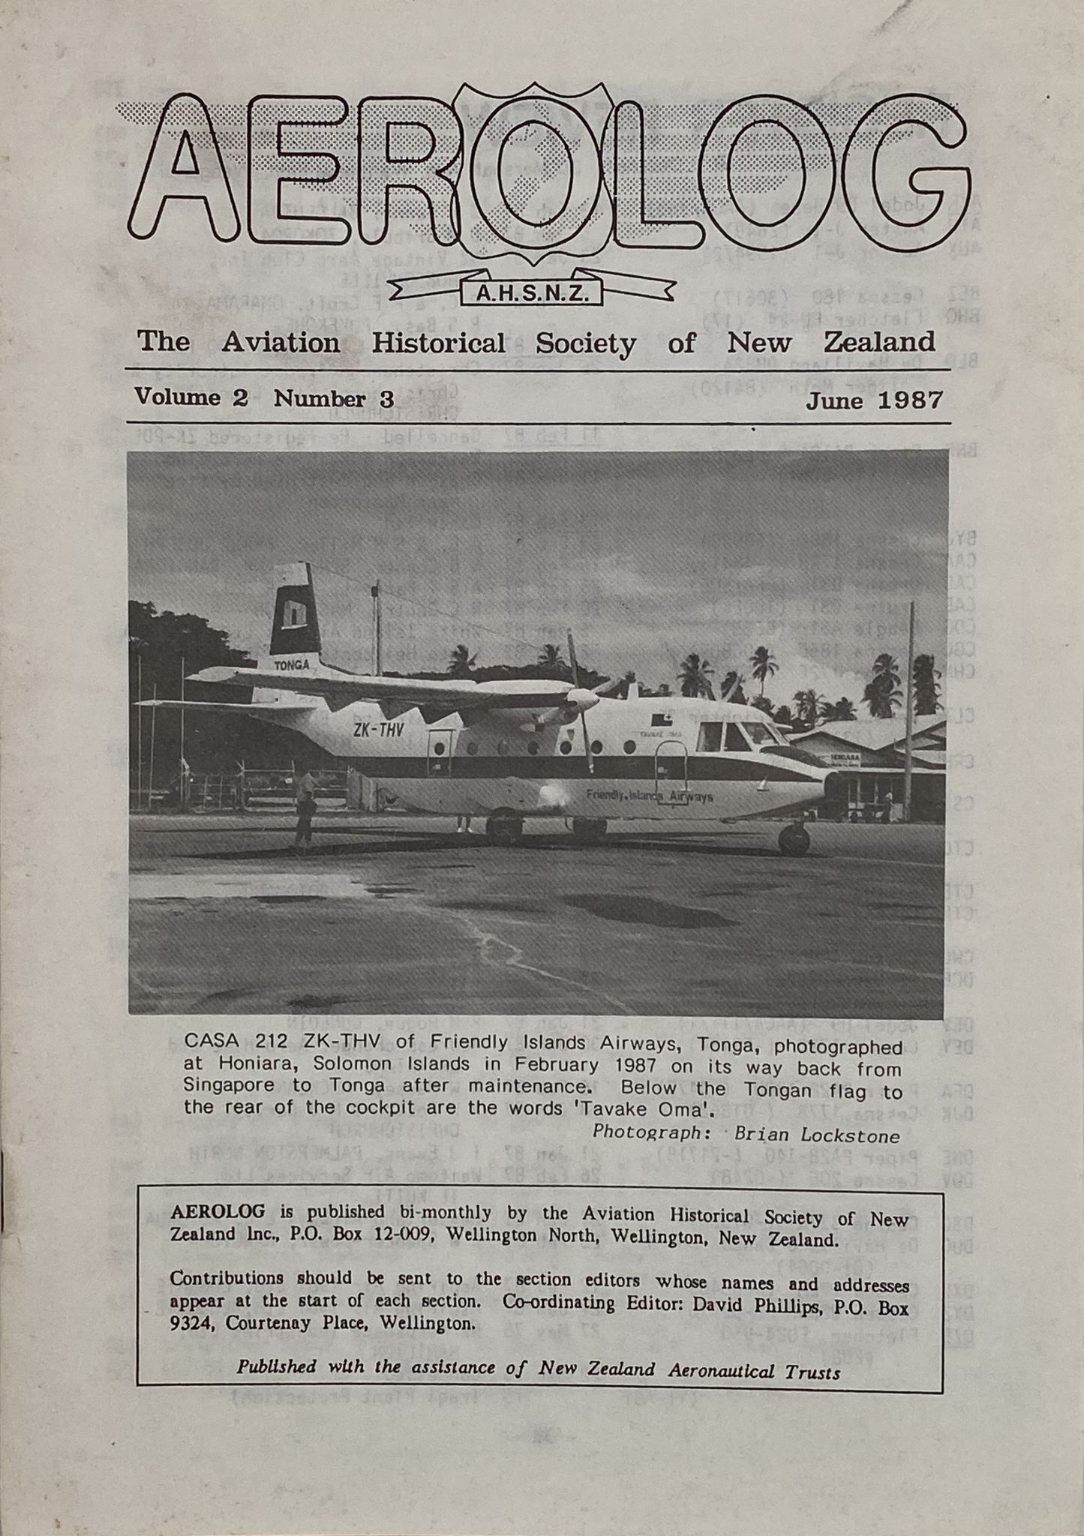 AEROLOG
A.H.S.N.Z.
The Aviation Historical Society of New Zealand
Volume 2 Number 3
June 1987
TONGA
ZK-THV
TAVAKE OMA
Friendly Islands Airways
CASA 212 ZK-THV of Friendly Islands Airways, Tonga, photographed
at Honiara, Solomon Islands in February 1987 on its way back from
Singapore to Tonga after maintenance. Below the Tongan flag to
the rear of the cockpit are the words 'Tavake Oma'.
Photograph: Brian Lockstone
AEROLOG is published bi-monthly by the Aviation Historical Society of New
Zealand Inc., P.O. Box 12-009, Wellington North, Wellington, New Zealand.
Contributions should be sent to the section editors whose names and addresses
appear at the start of each section. Co-ordinating Editor: David Phillips, P.O. Box
9324, Courtenay Place, Wellington.
Published with the assistance of New Zealand Aeronautical Trusts